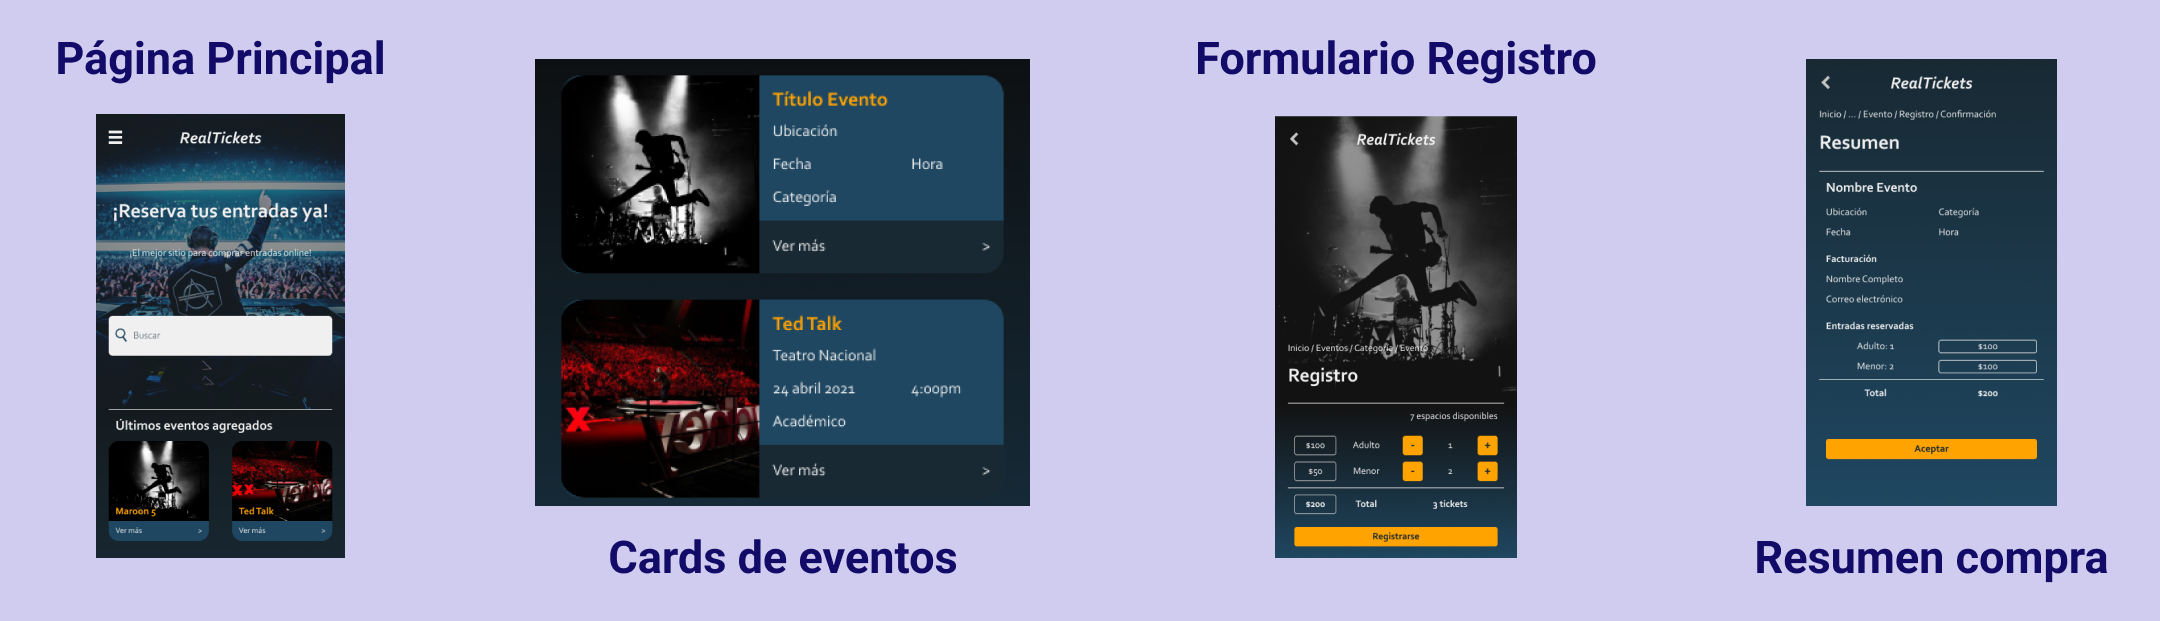 Página Principal
RealTickets
¡Reserva tus entradas ya!
¡El mejor sitio para comprar entradas online!
Buscar
Últimos eventos agregados
Maroon 5
Ver más >
Ted Talk
Ver más >
Título Evento
Ubicación
Fecha Hora
Categoría
Ver más >
Ted Talk
Teatro Nacional
24 abril 2021 4:00pm
Académico
Ver más >
Cards de eventos
Formulario Registro
RealTickets
Inicio / Eventos / Categoría / Evento
Registro
7 espacios disponibles
$100 Adulto - 1 +
$50 Menor - 2 +
$200 Total 3 tickets
Registrarse
RealTickets
Inicio / ... / Evento / Registro / Confirmación
Resumen
Nombre Evento
Ubicación Categoría
Fecha Hora
Facturación
Nombre Completo
Correo electrónico
Entradas reservadas
Adulto: 1 $100
Menor: 2 $100
Total $200
Aceptar
Resumen compra